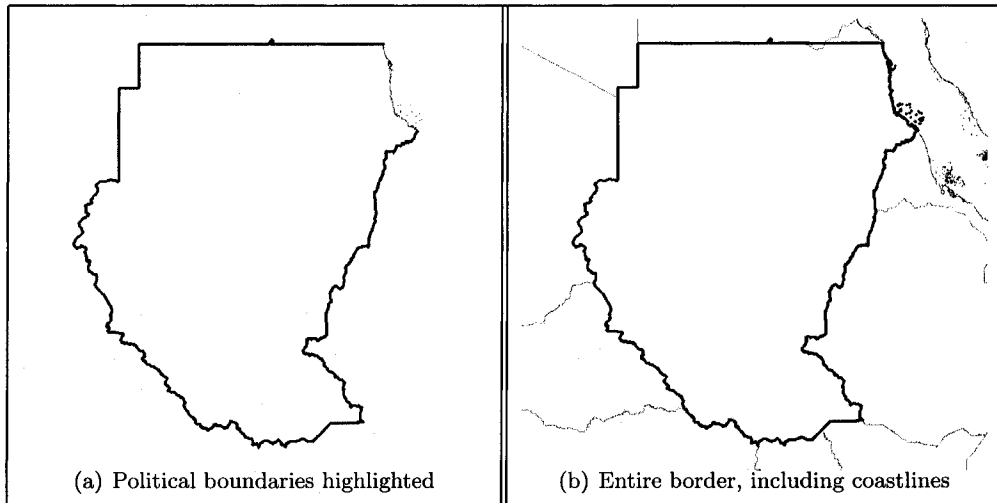 (a) Political boundaries highlighted
(b) Entire border, including coastlines